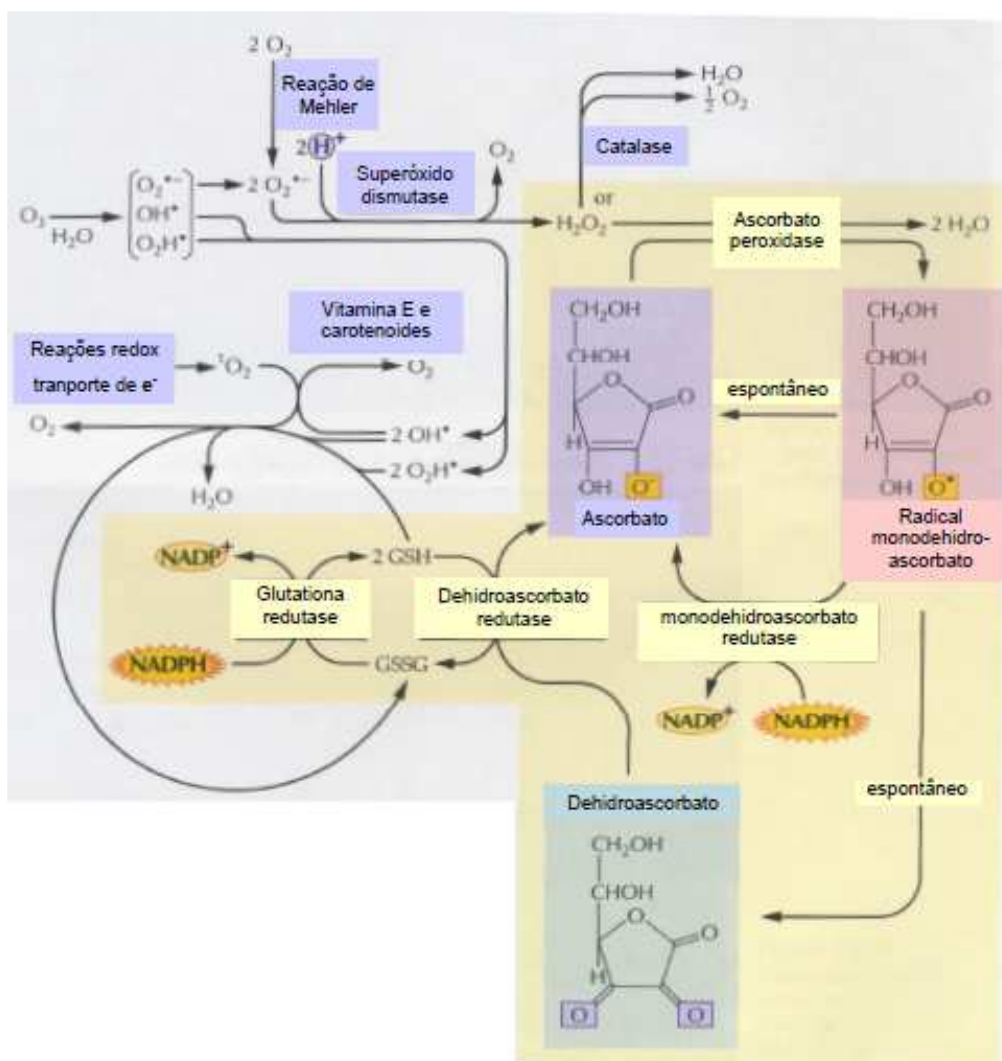 2 O₂
Reação de
Mehler
2H⁺
O₂•⁻
OH•
O₂H•
2 O₂•⁻
O₃
H₂O
Superóxido
dismutase
O₂
H₂O
½ O₂
Catalase
or
H₂O₂
Ascorbato
peroxidase
2 H₂O
Vitamina E e
carotenoides
Reações redox
tranporte de e⁻
¹O₂
O₂
O₂
2 OH•
2 O₂H•
H₂O
CH₂OH
CHOH
O
O
H
OH
O⁻
Ascorbato
espontâneo
CH₂OH
CHOH
O
O
H
OH
O•
Radical
monodehidro-
ascorbato
NADP⁺
2 GSH
Glutationa
redutase
Dehidroascorbato
redutase
monodehidroascorbato
redutase
NADPH
GSSG
NADP⁺
NADPH
espontâneo
Dehidroascorbato
CH₂OH
CHOH
O
O
H
O
O